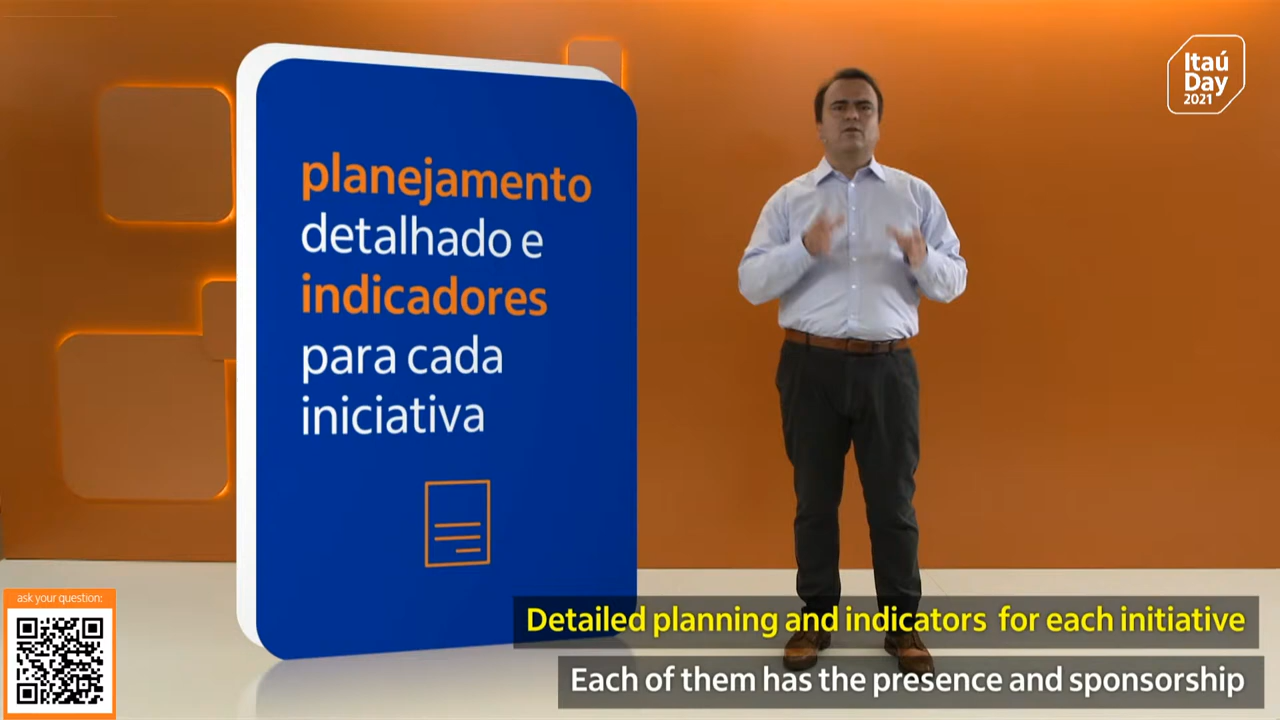 planejamento
detalhado e
indicadores
para cada
iniciativa
Itaú
Day
2021
ask your question:
Detailed planning and indicators for each initiative
Each of them has the presence and sponsorship